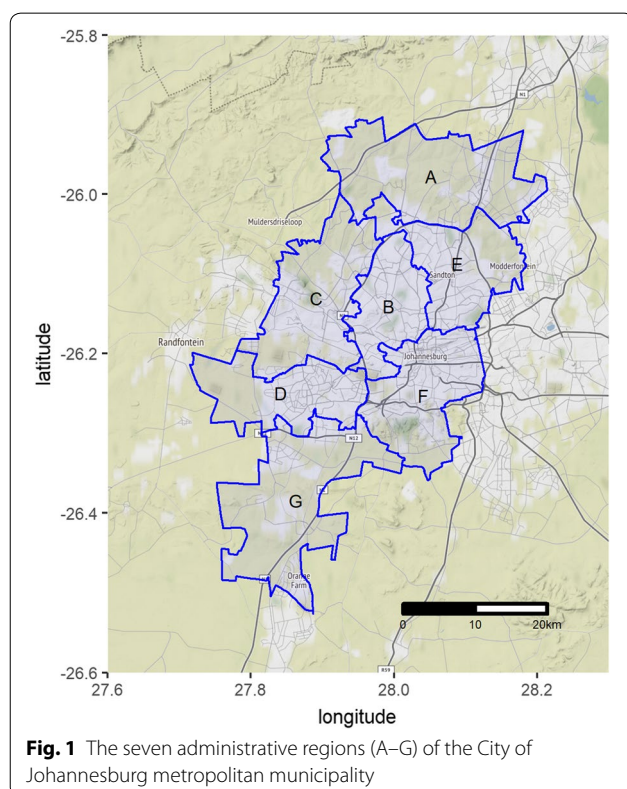 -25.8
-26.0
-26.2
-26.4
-26.6
latitude
27.6
27.8
28.0
28.2
longitude
N1
A
Muldersdriseloop
E
Sandton
Modderfontein
C
B
Randfontein
Johannesburg
D
F
N12
G
Orange
Farm
0
10
20km
R59
Fig. 1 The seven administrative regions (A–G) of the City of
Johannesburg metropolitan municipality